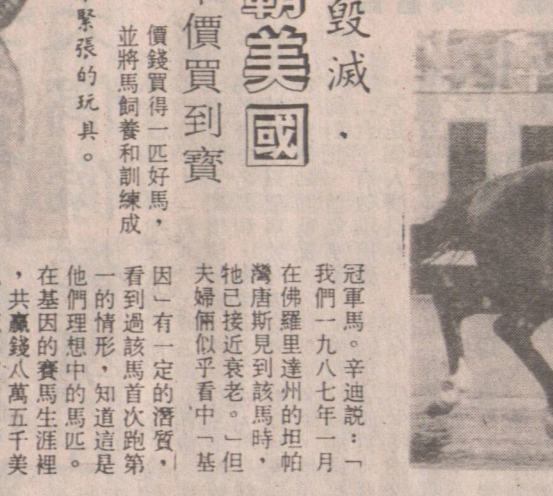 毀滅，
美國
價買到寶
價錢買得一匹好馬，
並將馬飼養和訓練成
緊張的玩具。
冠軍馬。辛迪説：「
我們一九八七年一月
在佛羅里達州的坦帕
灣唐斯見到該馬時，
牠已接近衰老。」但
夫婦倆似乎看中「基
因」有一定的潛質，
看到過該馬首次跑第
一的情形，知道這是
他們理想中的馬匹。
在基因的賽馬生涯裡
，共贏錢八萬五千美